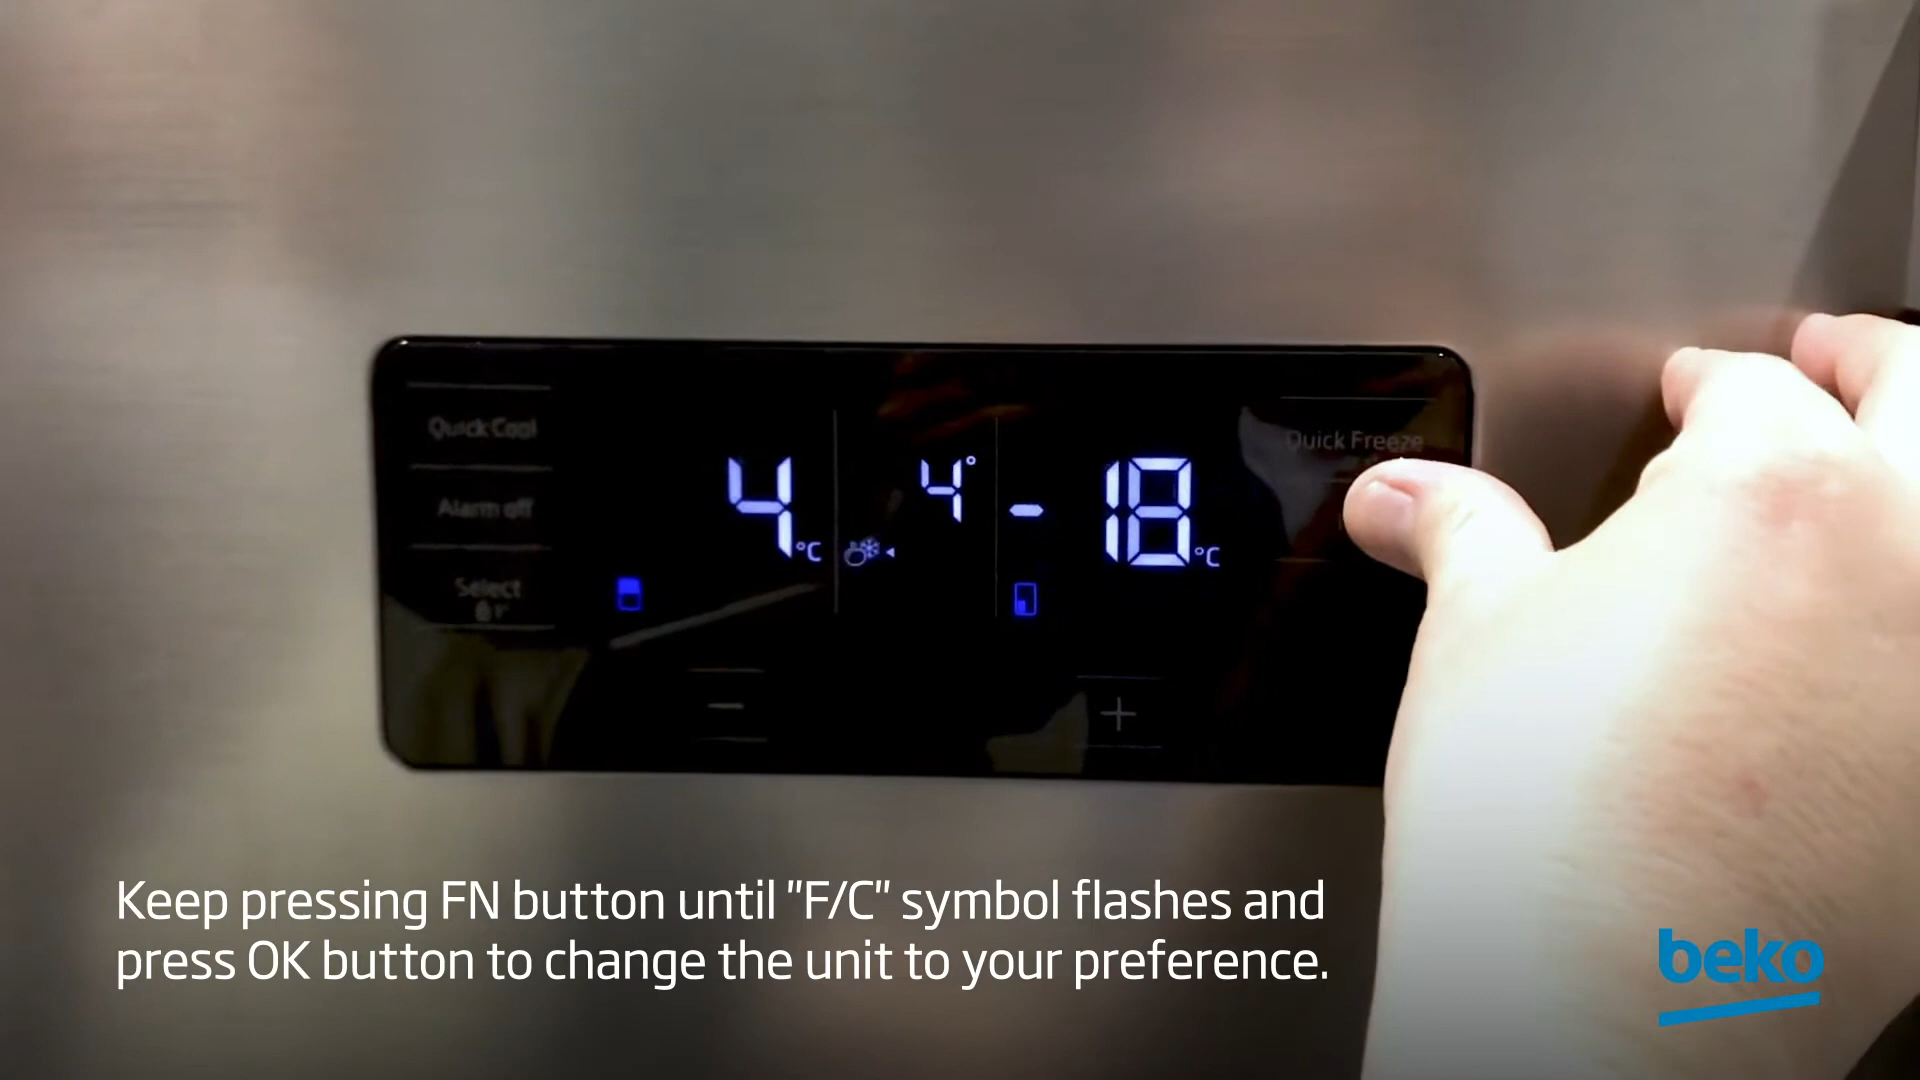 Quick Cool
Alarm off
Select
4°C
4°
-18°C
Quick Freeze
−
+
Keep pressing FN button until "F/C" symbol flashes and
press OK button to change the unit to your preference.
beko